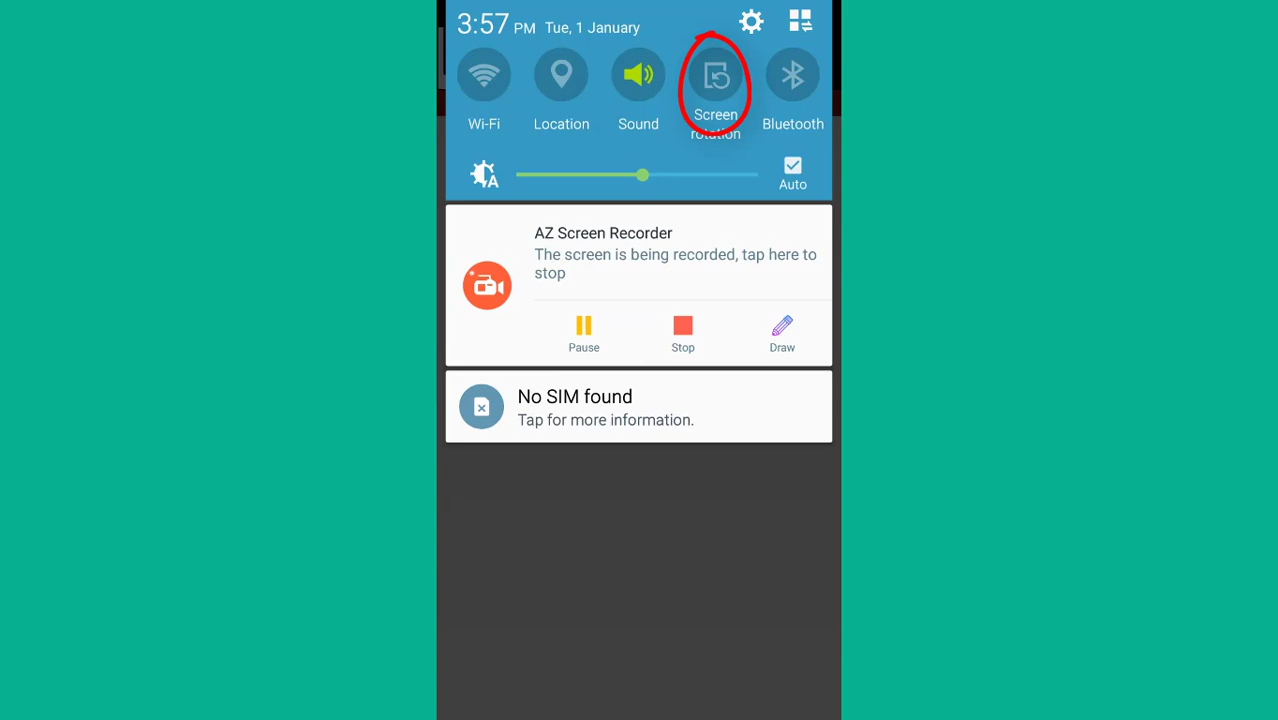 3:57 PM Tue, 1 January
Wi-Fi
Location
Sound
Screen
rotation
Bluetooth
A
Auto
AZ Screen Recorder
The screen is being recorded, tap here to
stop
Pause
Stop
Draw
No SIM found
Tap for more information.